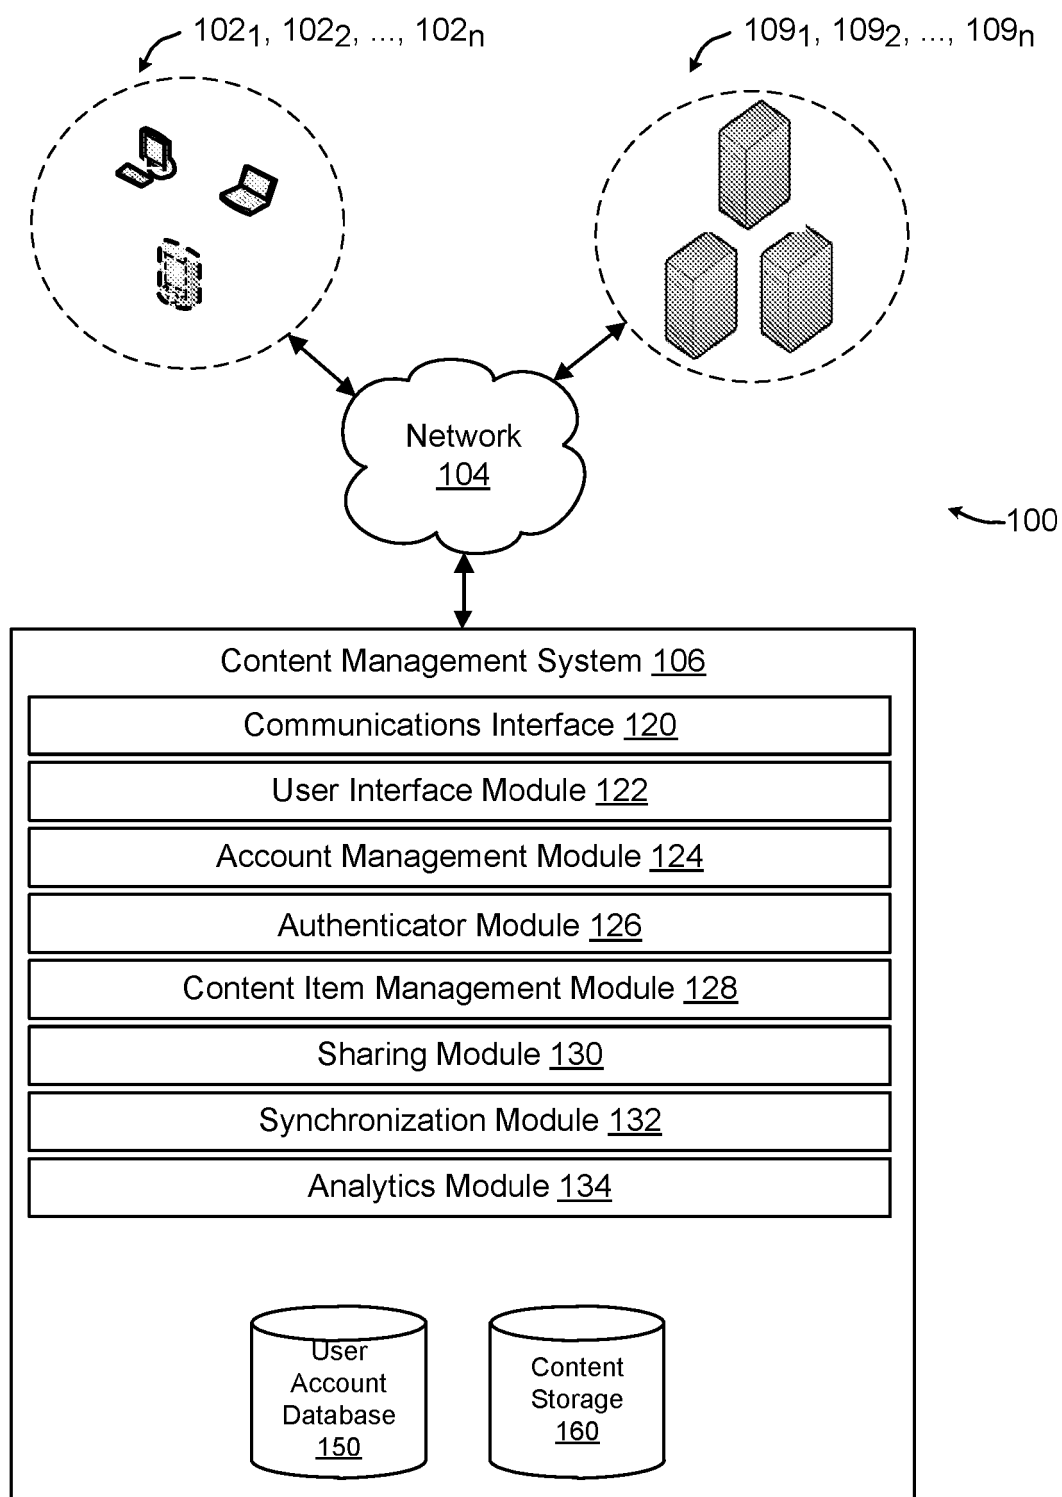 102₁, 102₂, ..., 102ₙ
109₁, 109₂, ..., 109ₙ
Network
104
100
Content Management System 106
Communications Interface 120
User Interface Module 122
Account Management Module 124
Authenticator Module 126
Content Item Management Module 128
Sharing Module 130
Synchronization Module 132
Analytics Module 134
User
Account
Database
150
Content
Storage
160